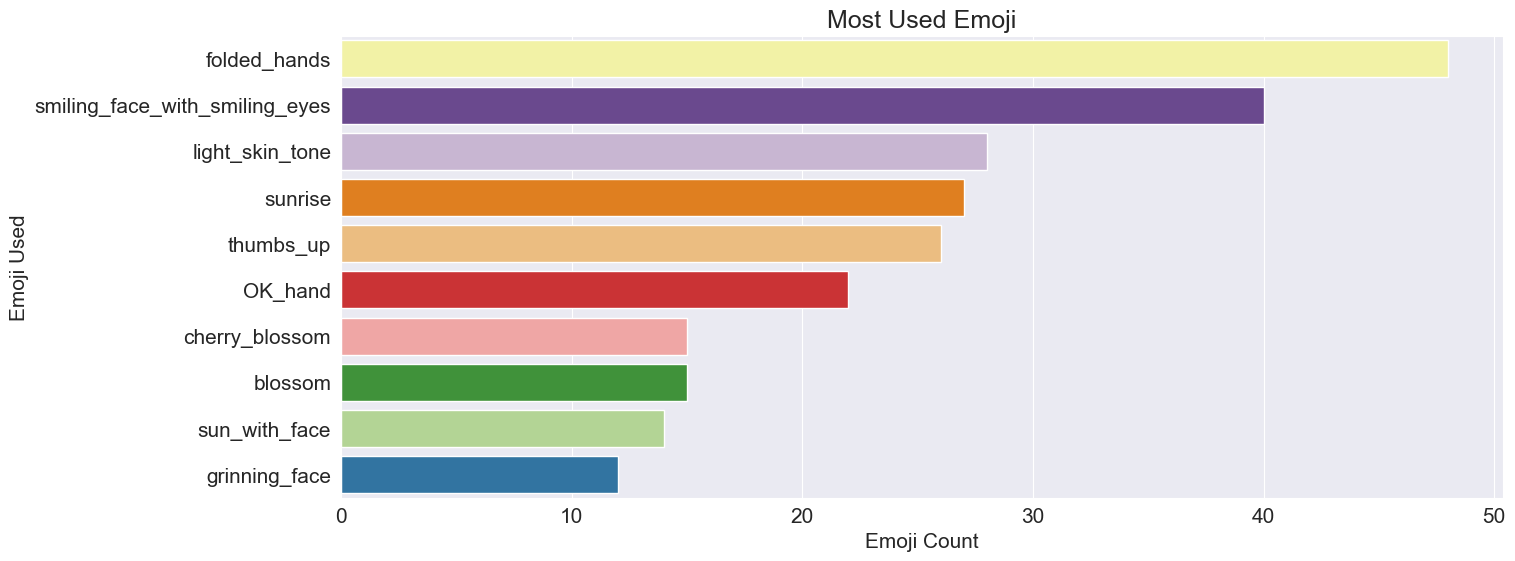 Most Used Emoji
Emoji Used
folded_hands
smiling_face_with_smiling_eyes
light_skin_tone
sunrise
thumbs_up
OK_hand
cherry_blossom
blossom
sun_with_face
grinning_face
0 10 20 30 40 50
Emoji Count